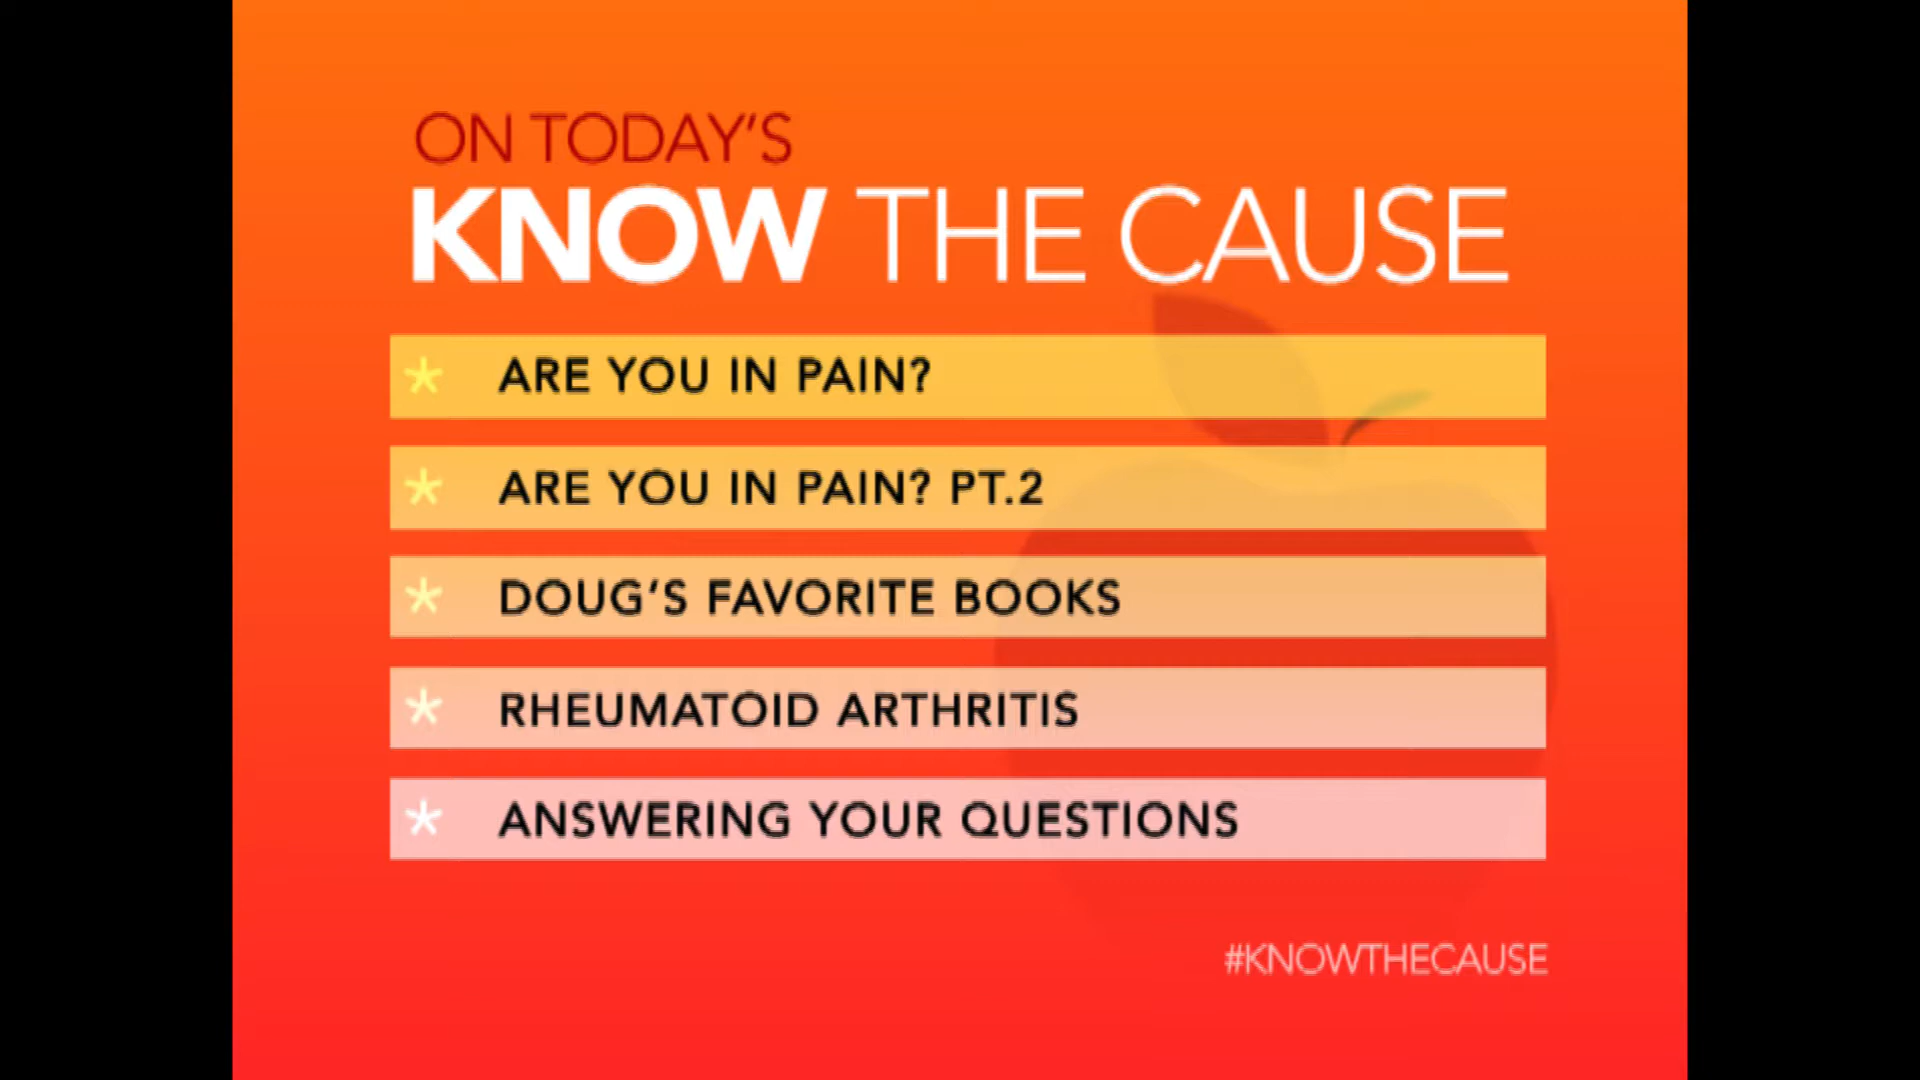 ON TODAY'S
KNOW THE CAUSE
* ARE YOU IN PAIN?
* ARE YOU IN PAIN? PT.2
* DOUG'S FAVORITE BOOKS
* RHEUMATOID ARTHRITIS
* ANSWERING YOUR QUESTIONS
#KNOWTHECAUSE